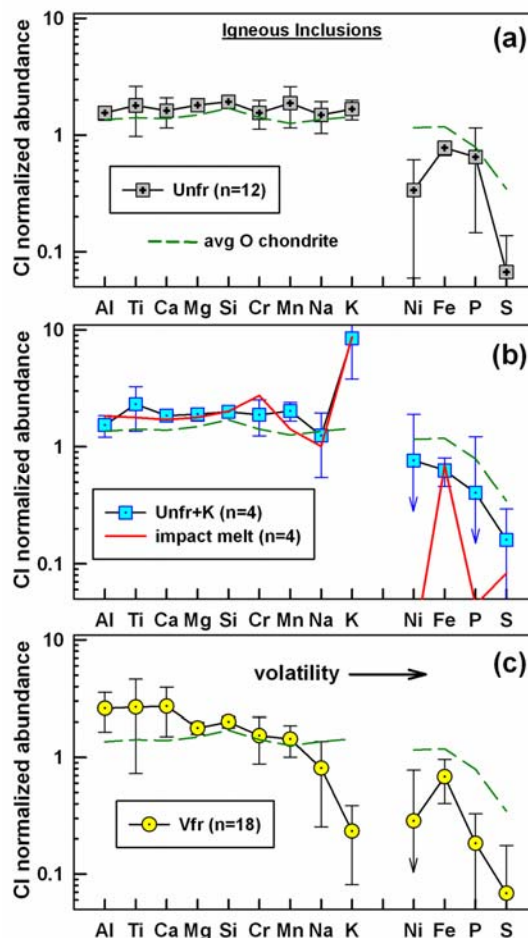 Igneous Inclusions
(a)
10
1
0.1
CI normalized abundance
Unfr (n=12)
avg O chondrite
Al Ti Ca Mg Si Cr Mn Na K Ni Fe P S
(b)
10
1
0.1
CI normalized abundance
Unfr+K (n=4)
impact melt (n=4)
Al Ti Ca Mg Si Cr Mn Na K Ni Fe P S
(c)
10
1
0.1
CI normalized abundance
volatility
Vfr (n=18)
Al Ti Ca Mg Si Cr Mn Na K Ni Fe P S